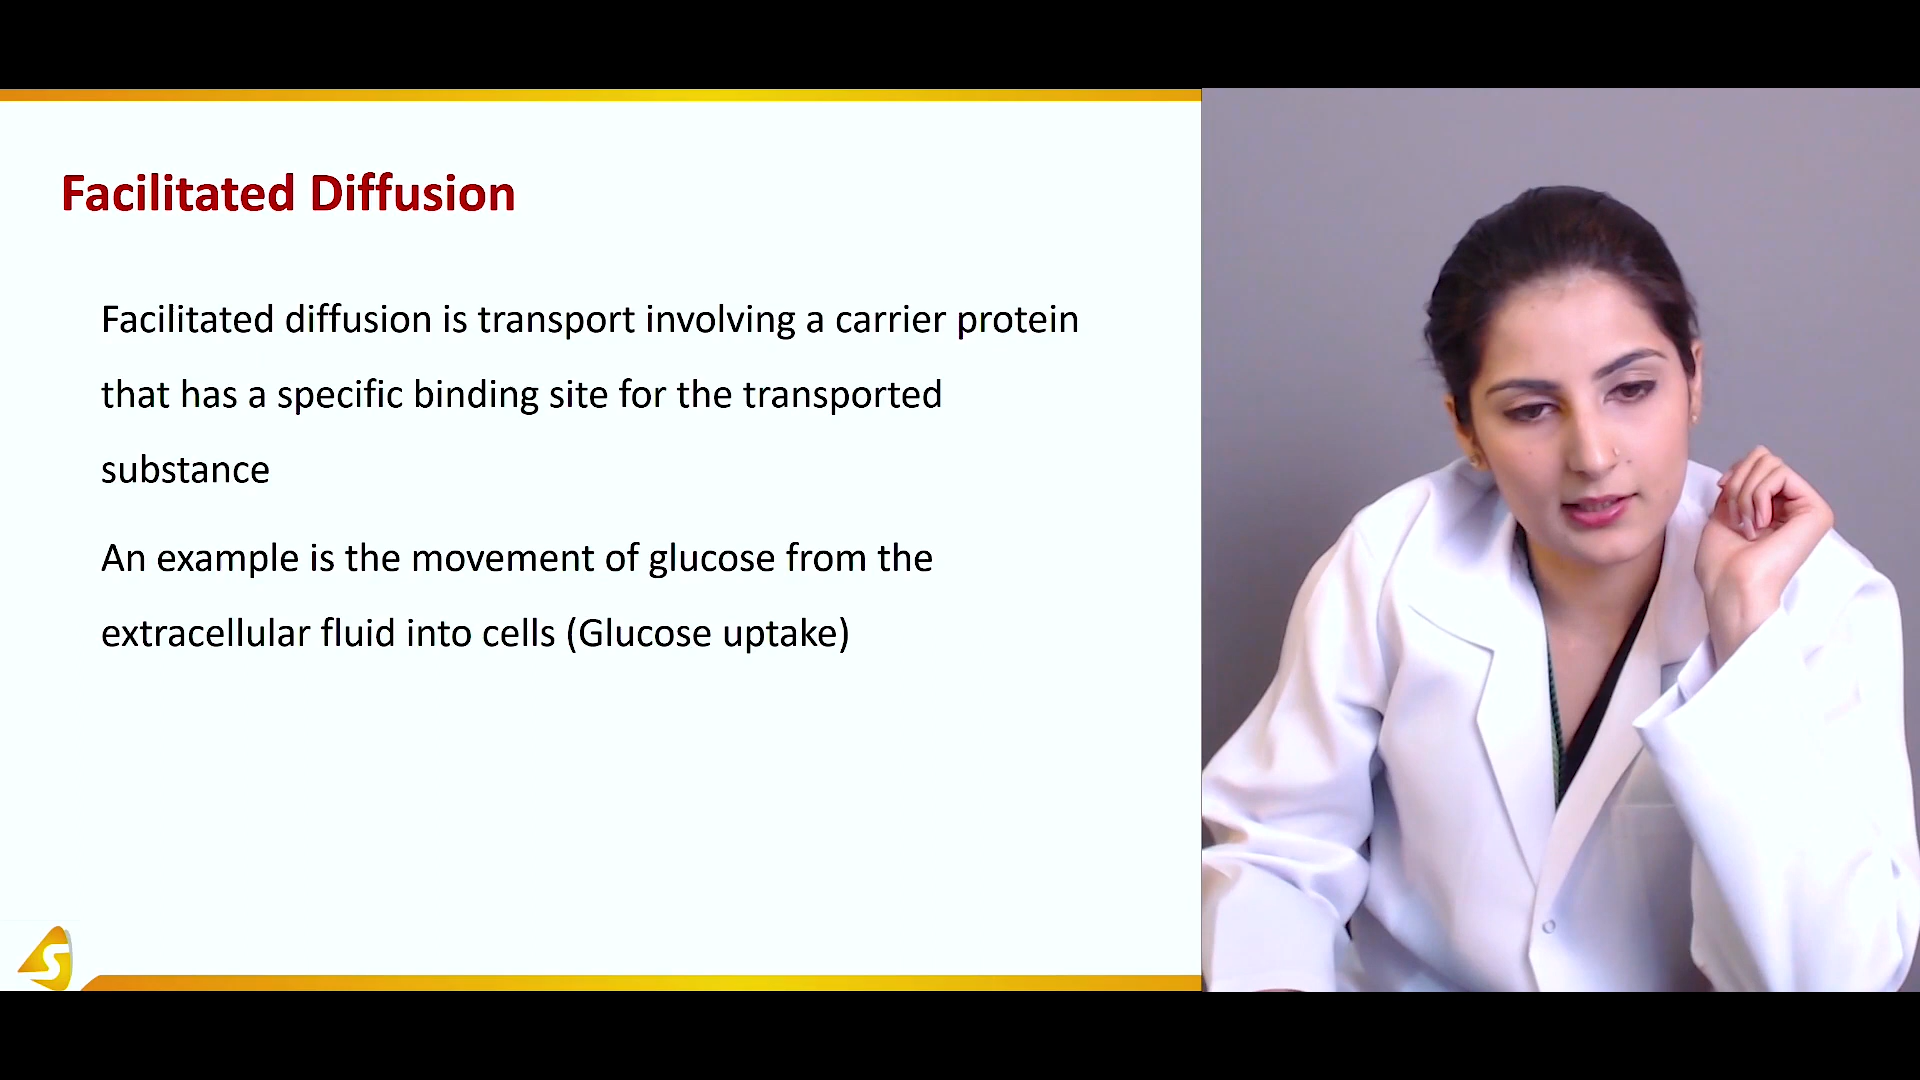 Facilitated Diffusion
Facilitated diffusion is transport involving a carrier protein
that has a specific binding site for the transported
substance
An example is the movement of glucose from the
extracellular fluid into cells (Glucose uptake)
S